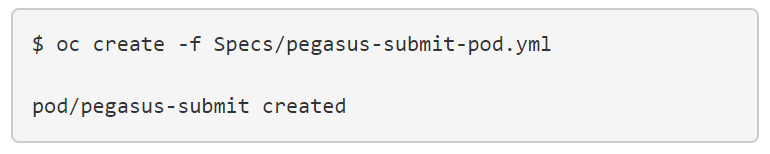 $ oc create -f Specs/pegasus-submit-pod.yml
pod/pegasus-submit created